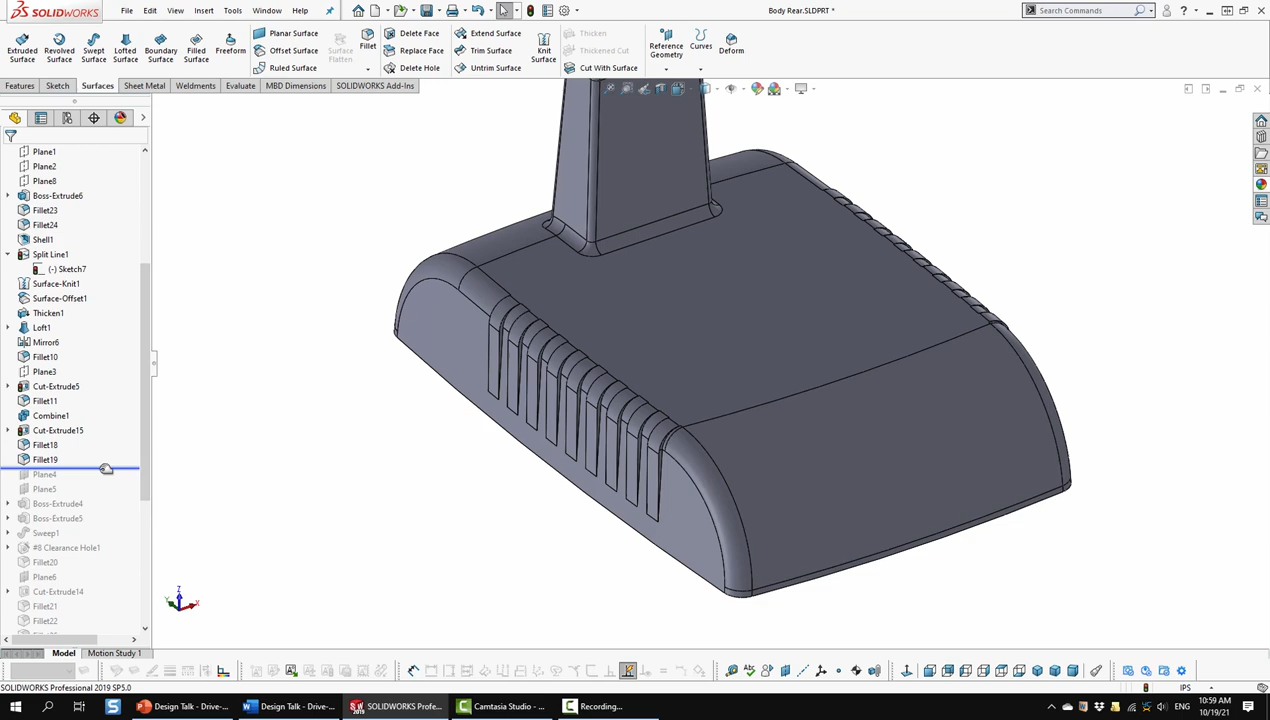 SOLIDWORKS
File
Edit
View
Insert
Tools
Window
Help
Body Rear.SLDPRT *
Search Commands
Extruded Surface
Revolved Surface
Swept Surface
Lofted Surface
Boundary Surface
Filled Surface
Freeform
Planar Surface
Offset Surface
Ruled Surface
Surface Flatten
Fillet
Delete Face
Replace Face
Delete Hole
Extend Surface
Trim Surface
Untrim Surface
Knit Surface
Thicken
Thickened Cut
Cut With Surface
Reference Geometry
Curves
Deform
Features
Sketch
Surfaces
Sheet Metal
Weldments
Evaluate
MBD Dimensions
SOLIDWORKS Add-Ins
Plane1
Plane2
Plane8
Boss-Extrude6
Fillet23
Fillet24
Shell1
Split Line1
(-) Sketch7
Surface-Knit1
Surface-Offset1
Thicken1
Loft1
Mirror6
Fillet10
Plane3
Cut-Extrude5
Fillet11
Combine1
Cut-Extrude15
Fillet18
Fillet19
Plane4
Plane5
Boss-Extrude4
Boss-Extrude5
Sweep1
#8 Clearance Hole1
Fillet20
Plane6
Cut-Extrude14
Fillet21
Fillet22
Z
Y
X
Model
Motion Study 1
SOLIDWORKS Professional 2019 SP5.0
IPS
Design Talk - Drive-...
Design Talk - Drive-...
SOLIDWORKS Profe...
Camtasia Studio - ...
Recording...
10:59 AM
10/19/21